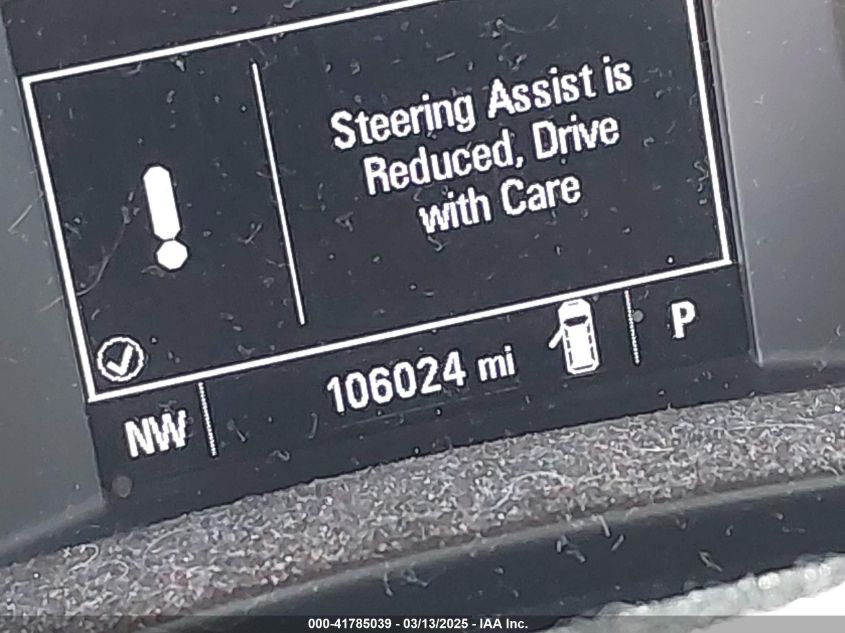 Steering Assist is
Reduced, Drive
with Care
NW
106024 mi
P
000-41785039 - 03/13/2025 - IAA Inc.